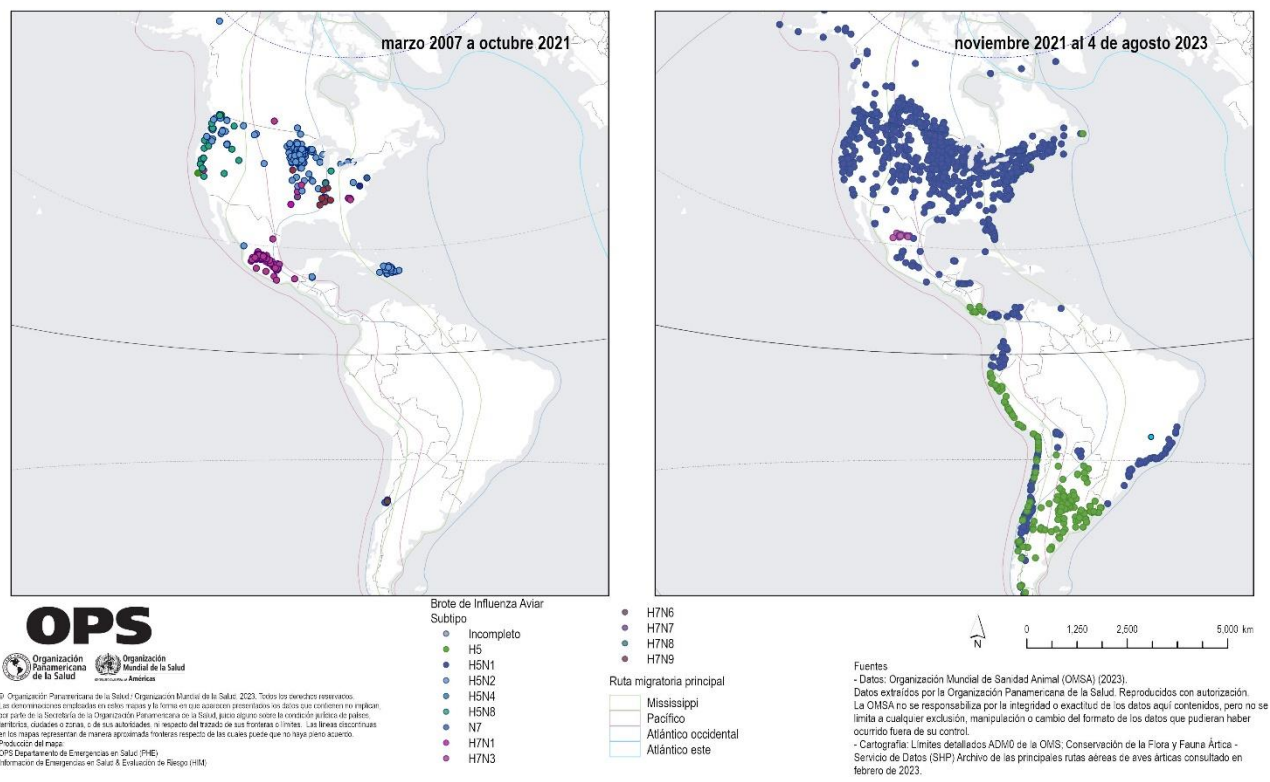 marzo 2007 a octubre 2021
noviembre 2021 al 4 de agosto 2023
OPS
Organización
Panamericana
de la Salud
Organización
Mundial de la Salud
Américas
© Organización Panamericana de la Salud / Organización Mundial de la Salud, 2023. Todos los derechos reservados.
Las denominaciones empleadas en estos mapas y la forma en que aparecen presentados los datos que contienen no implican,
por parte de la Secretaría de la Organización Panamericana de la Salud, juicio alguno sobre la condición jurídica de países,
territorios, ciudades o zonas, o de sus autoridades, ni respecto del trazado de sus fronteras o límites. Las líneas discontinuas
en los mapas representan de manera aproximada fronteras respecto de las cuales puede que no haya pleno acuerdo.
Producción del mapa:
OPS Departamento de Emergencias en Salud (PHE)
Información de Emergencias en Salud & Evaluación de Riesgo (HIM)
Brote de Influenza Aviar
Subtipo
Incompleto
H5
H5N1
H5N2
H5N4
H5N8
N7
H7N1
H7N3
H7N6
H7N7
H7N8
H7N9
Ruta migratoria principal
Mississippi
Pacífico
Atlántico occidental
Atlántico este
N
0 1,250 2,500 5,000 km
Fuentes
- Datos: Organización Mundial de Sanidad Animal (OMSA) (2023).
Datos extraídos por la Organización Panamericana de la Salud. Reproducidos con autorización.
La OMSA no se responsabiliza por la integridad o exactitud de los datos aquí contenidos, pero no se
limita a cualquier exclusión, manipulación o cambio del formato de los datos que pudieran haber
ocurrido fuera de su control.
- Cartografía: Límites detallados ADM0 de la OMS; Conservación de la Flora y Fauna Ártica -
Servicio de Datos (SHP) Archivo de las principales rutas aéreas de aves árticas consultado en
febrero de 2023.